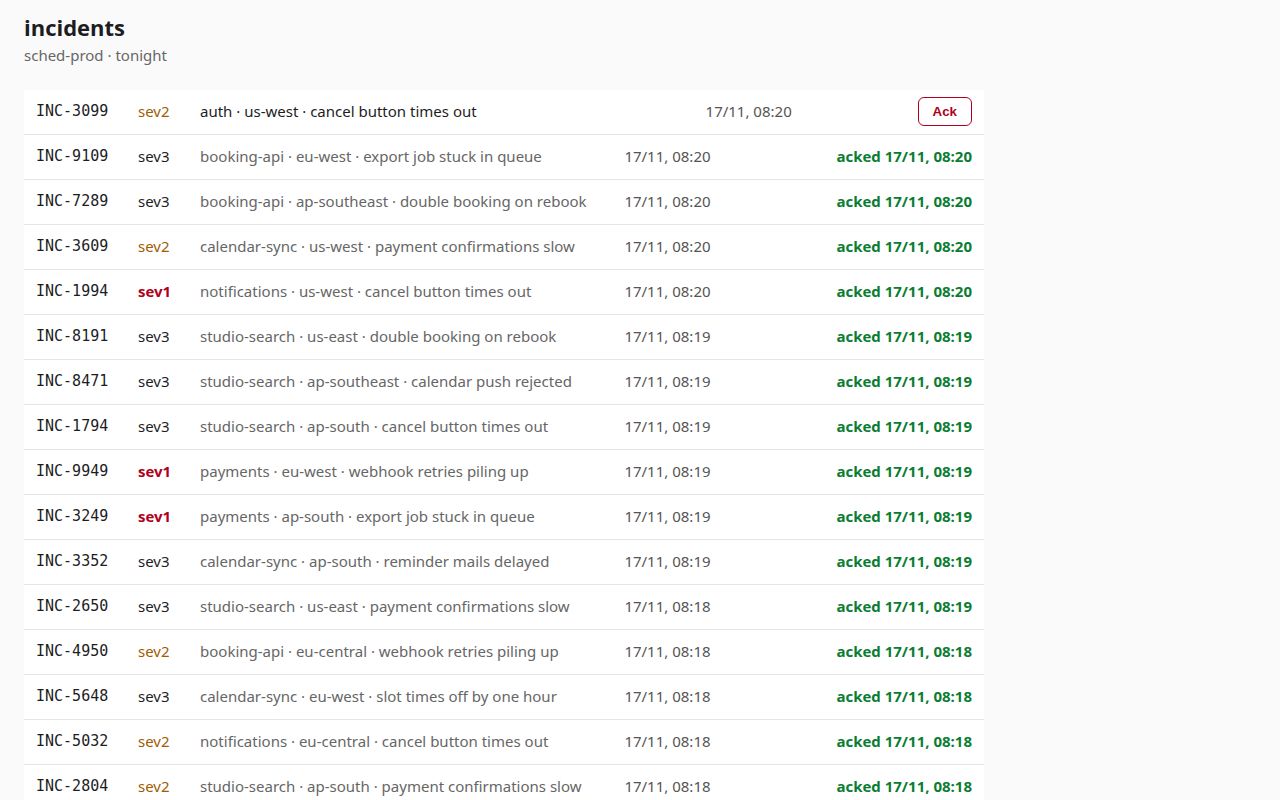 incidents
sched-prod · tonight
INC-3099 sev2 auth · us-west · cancel button times out 17/11, 08:20 Ack
INC-9109 sev3 booking-api · eu-west · export job stuck in queue 17/11, 08:20 acked 17/11, 08:20
INC-7289 sev3 booking-api · ap-southeast · double booking on rebook 17/11, 08:20 acked 17/11, 08:20
INC-3609 sev2 calendar-sync · us-west · payment confirmations slow 17/11, 08:20 acked 17/11, 08:20
INC-1994 sev1 notifications · us-west · cancel button times out 17/11, 08:20 acked 17/11, 08:20
INC-8191 sev3 studio-search · us-east · double booking on rebook 17/11, 08:19 acked 17/11, 08:19
INC-8471 sev3 studio-search · ap-southeast · calendar push rejected 17/11, 08:19 acked 17/11, 08:19
INC-1794 sev3 studio-search · ap-south · cancel button times out 17/11, 08:19 acked 17/11, 08:19
INC-9949 sev1 payments · eu-west · webhook retries piling up 17/11, 08:19 acked 17/11, 08:19
INC-3249 sev1 payments · ap-south · export job stuck in queue 17/11, 08:19 acked 17/11, 08:19
INC-3352 sev3 calendar-sync · ap-south · reminder mails delayed 17/11, 08:19 acked 17/11, 08:19
INC-2650 sev3 studio-search · us-east · payment confirmations slow 17/11, 08:18 acked 17/11, 08:19
INC-4950 sev2 booking-api · eu-central · webhook retries piling up 17/11, 08:18 acked 17/11, 08:18
INC-5648 sev3 calendar-sync · eu-west · slot times off by one hour 17/11, 08:18 acked 17/11, 08:18
INC-5032 sev2 notifications · eu-central · cancel button times out 17/11, 08:18 acked 17/11, 08:18
INC-2804 sev2 studio-search · ap-south · payment confirmations slow 17/11, 08:18 acked 17/11, 08:18